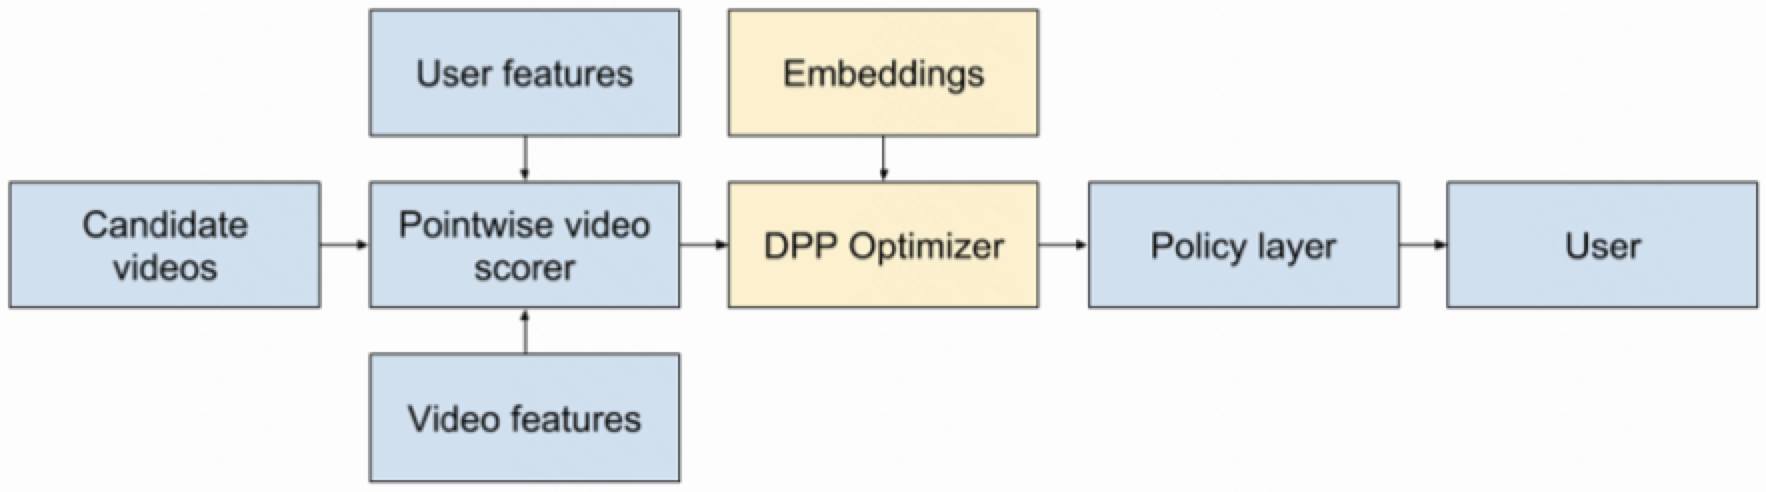 User features
Embeddings
Candidate
videos
Pointwise video
scorer
DPP Optimizer
Policy layer
User
Video features